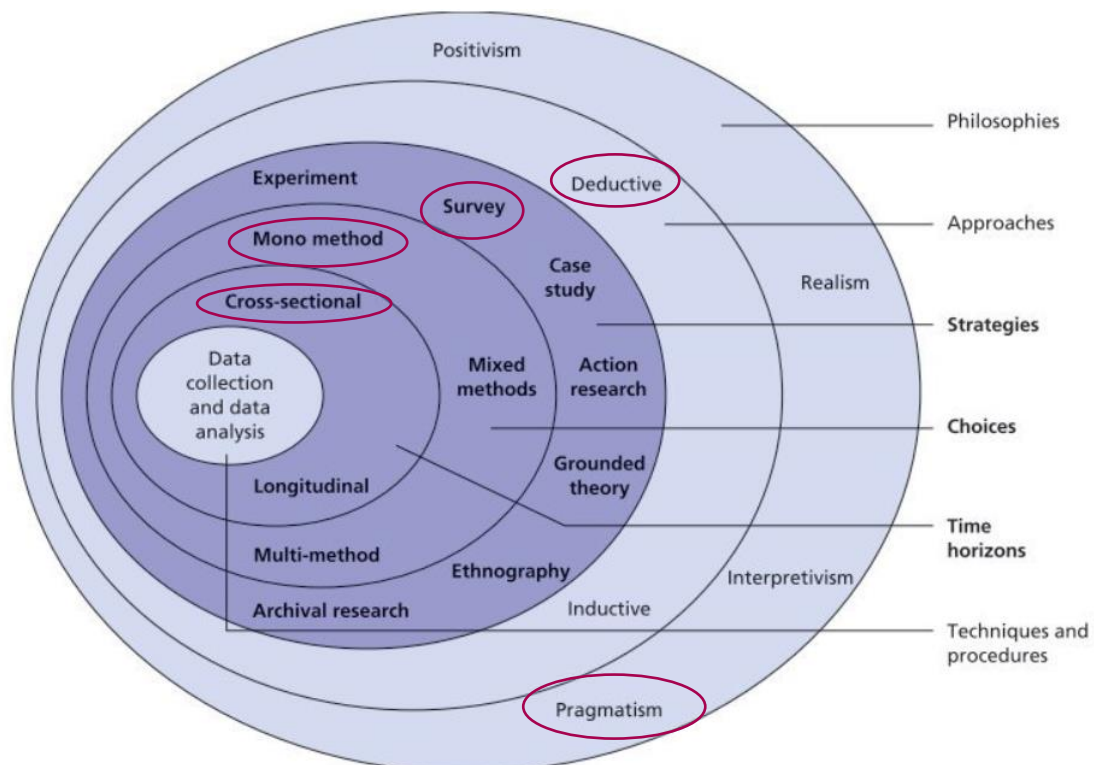 Positivism
Philosophies
Experiment
Deductive
Survey
Approaches
Mono method
Case
study
Realism
Cross-sectional
Strategies
Data
collection
and data
analysis
Mixed
methods
Action
research
Choices
Grounded
theory
Longitudinal
Time
horizons
Multi-method
Ethnography
Interpretivism
Archival research
Inductive
Techniques and
procedures
Pragmatism